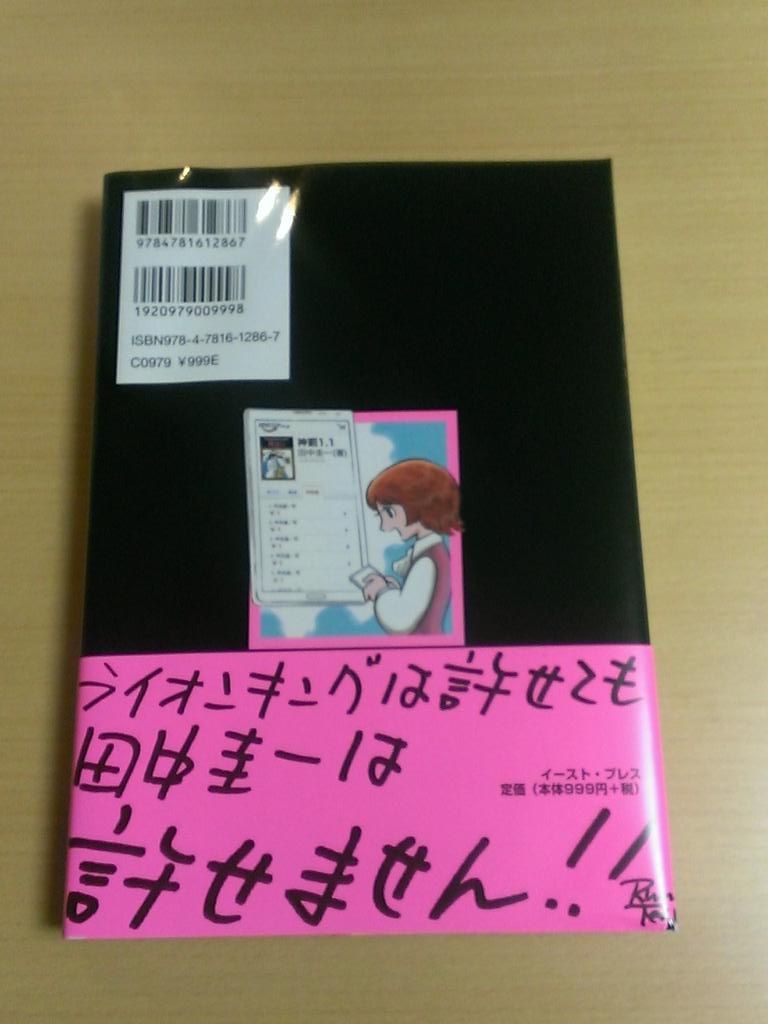 9784781612867
1920979009998
ISBN978-4-7816-1286-7
C0979 ¥999E
神罰1.1
田中圭一(著)
ライオンキングは許せても
田中圭一は
許せません!!
イースト・プレス
定価（本体999円+税）